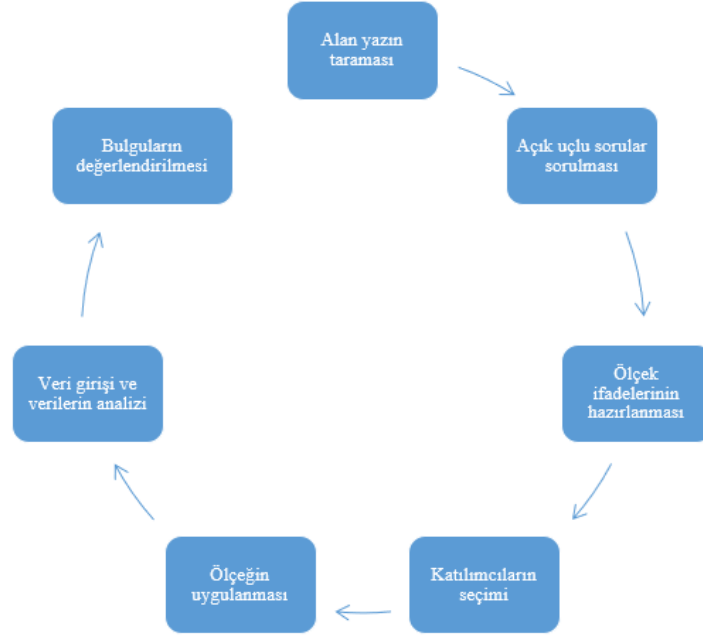 Alan yazın
taraması
Açık uçlu sorular
sorulması
Ölçek
ifadelerinin
hazırlanması
Katılımcıların
seçimi
Ölçeğin
uygulanması
Veri girişi ve
verilerin analizi
Bulguların
değerlendirilmesi